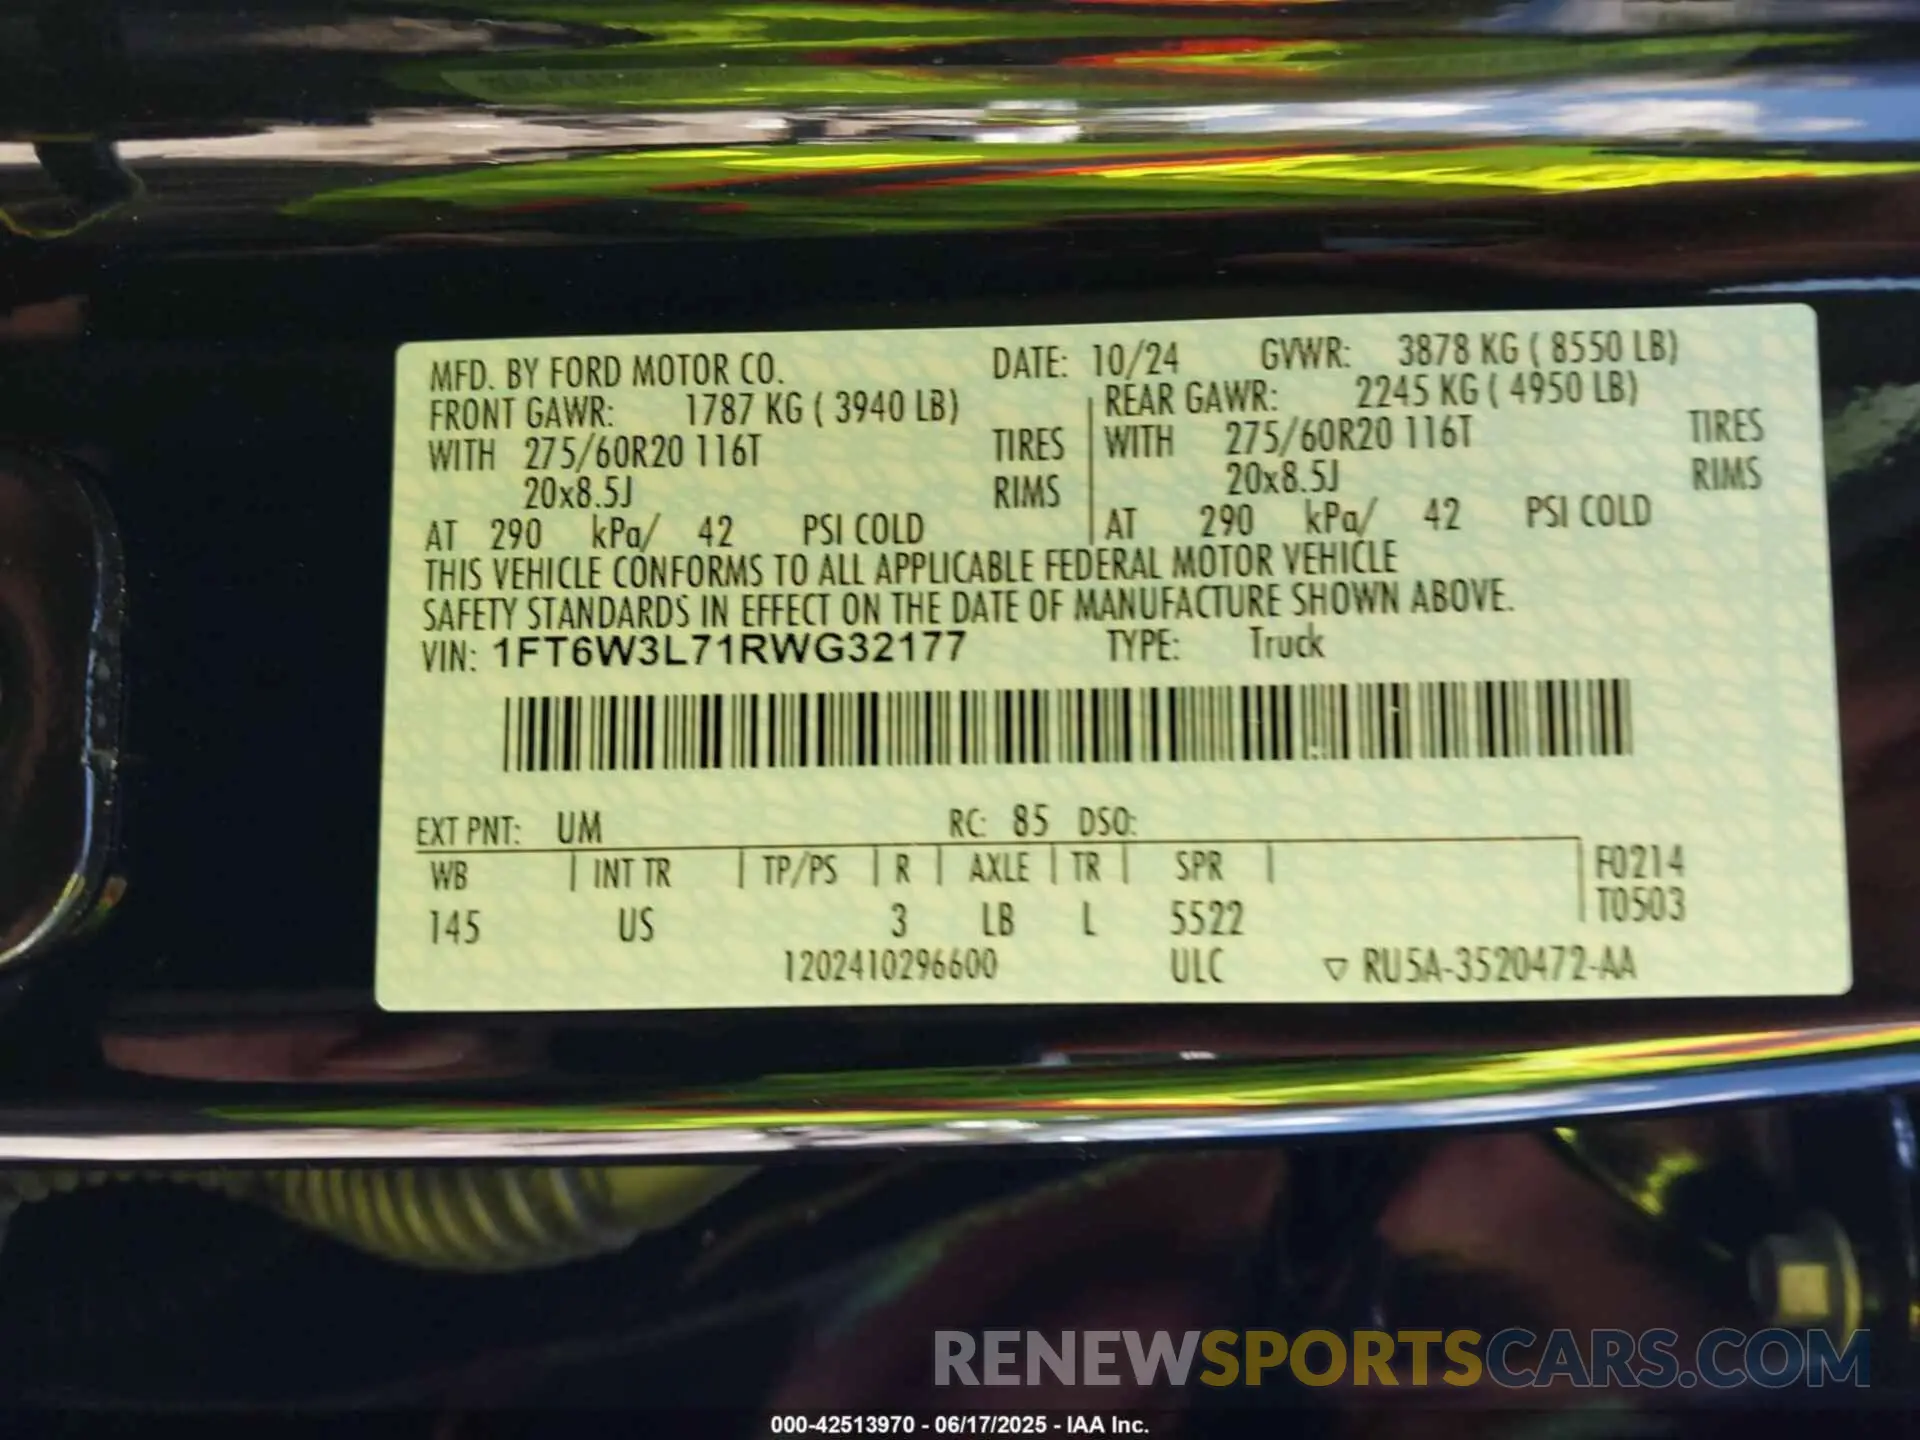 MFD. BY FORD MOTOR CO. DATE: 10/24 GVWR: 3878 KG ( 8550 LB)
FRONT GAWR: 1787 KG ( 3940 LB) REAR GAWR: 2245 KG ( 4950 LB)
WITH 275/60R20 116T TIRES WITH 275/60R20 116T TIRES
20x8.5J RIMS 20x8.5J RIMS
AT 290 kPa/ 42 PSI COLD AT 290 kPa/ 42 PSI COLD
THIS VEHICLE CONFORMS TO ALL APPLICABLE FEDERAL MOTOR VEHICLE
SAFETY STANDARDS IN EFFECT ON THE DATE OF MANUFACTURE SHOWN ABOVE.
VIN: 1FT6W3L71RWG32177 TYPE: Truck
EXT PNT: UM RC: 85 DSO:
WB INT TR TP/PS R AXLE TR SPR F0214
T0503
145 US 3 LB L 5522
1202410296600 ULC ▽ RU5A-3520472-AA
RENEWSPORTSCARS.COM
000-42513970 - 06/17/2025 - IAA Inc.